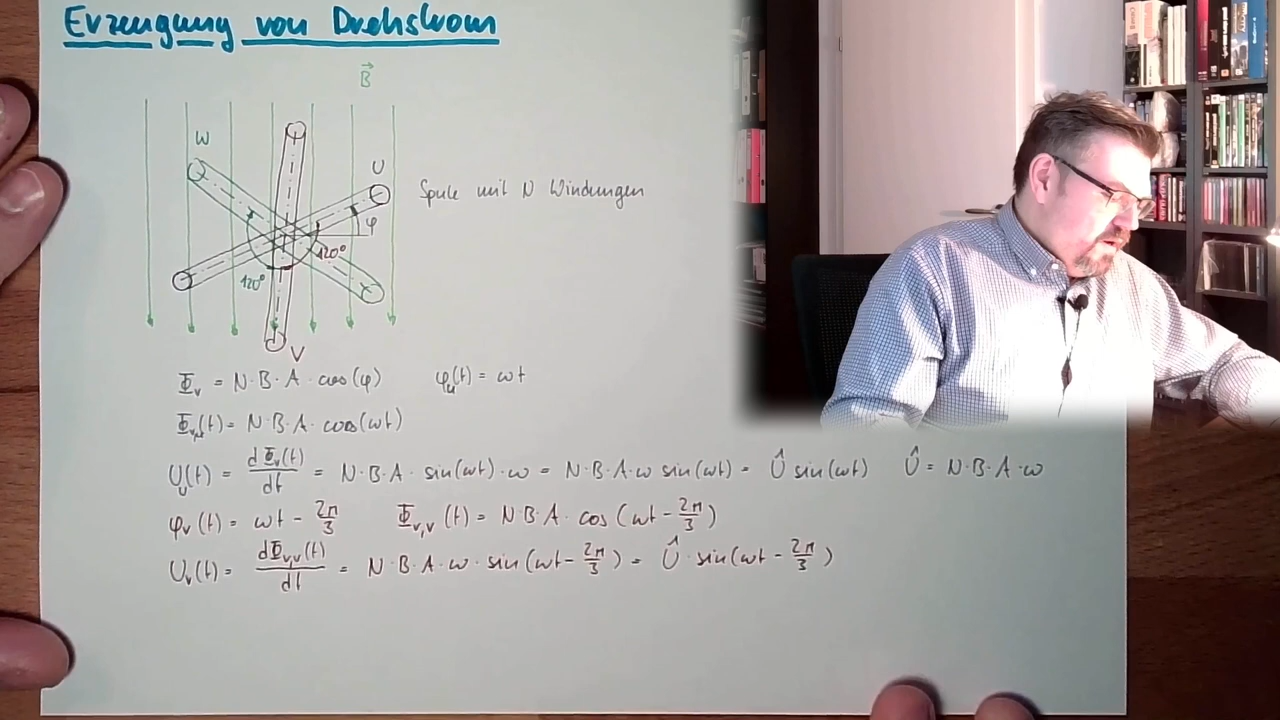 Erzeugung von Drehstrom
B⃗
W
U
Spule mit N Windungen
φ
120°
120°
V
Φ_v = N·B·A·cos(φ) φ_u(t) = ωt
Φ_v,u(t) = N·B·A·cos(ωt)
U_u(t) = dΦ_v(t)/dt = N·B·A·sin(ωt)·ω = N·B·A·ω sin(ωt) = Û sin(ωt) Û = N·B·A·ω
φ_v(t) = ωt - 2π/3 Φ_v,v(t) = N·B·A·cos(ωt - 2π/3)
U_v(t) = dΦ_v,v(t)/dt = N·B·A·ω·sin(ωt - 2π/3) = Û·sin(ωt - 2π/3)